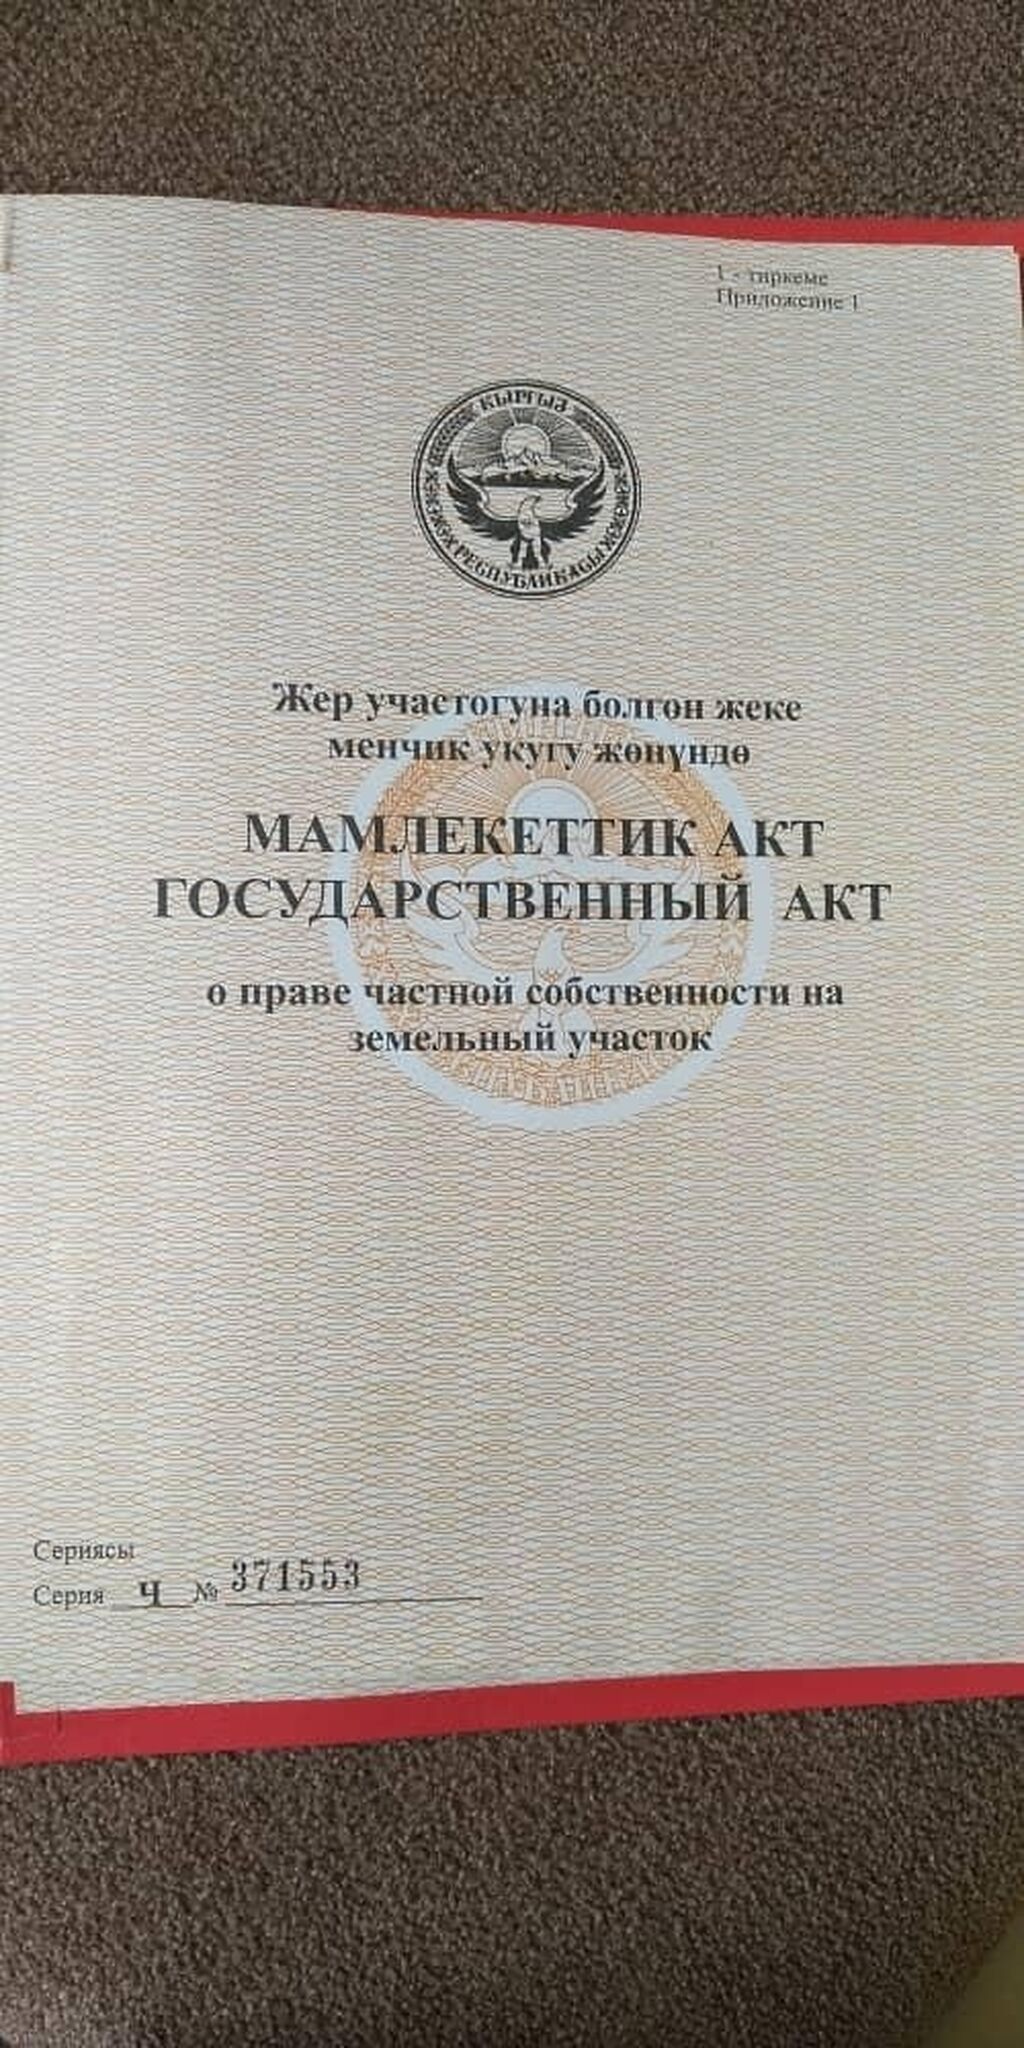 1 - тиркеме
Приложение 1
КЫРГЫЗ
РЕСПУБЛИКАСЫ
Жер участогуна болгон жеке
менчик укугу жөнүндө
МАМЛЕКЕТТИК АКТ
ГОСУДАРСТВЕННЫЙ АКТ
о праве частной собственности на
земельный участок
Сериясы
Серия Ч № 371553